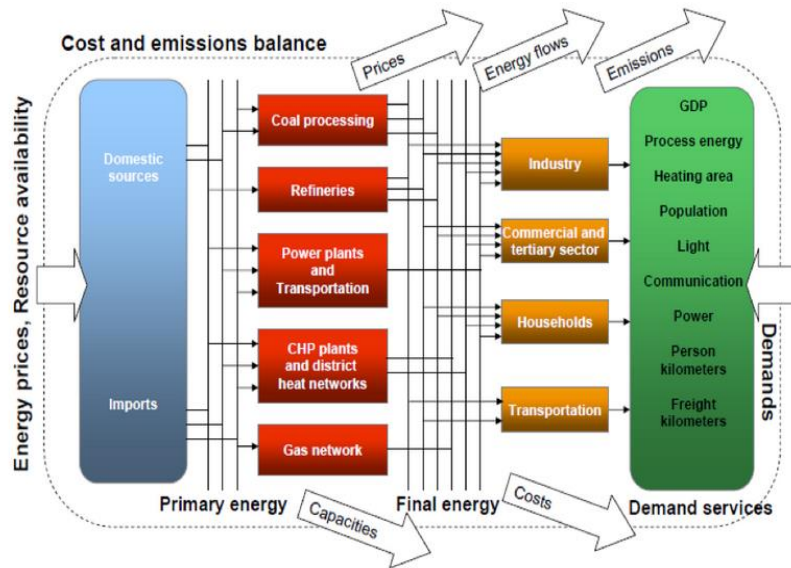 Cost and emissions balance
Prices
Energy flows
Emissions
Energy prices, Resource availability
Domestic
sources
Imports
Primary energy
Coal processing
Refineries
Power plants
and
Transportation
CHP plants
and district
heat networks
Gas network
Capacities
Final energy
Industry
Commercial and
tertiary sector
Households
Transportation
Costs
GDP
Process energy
Heating area
Population
Light
Communication
Power
Person
kilometers
Freight
kilometers
Demand services
Demands